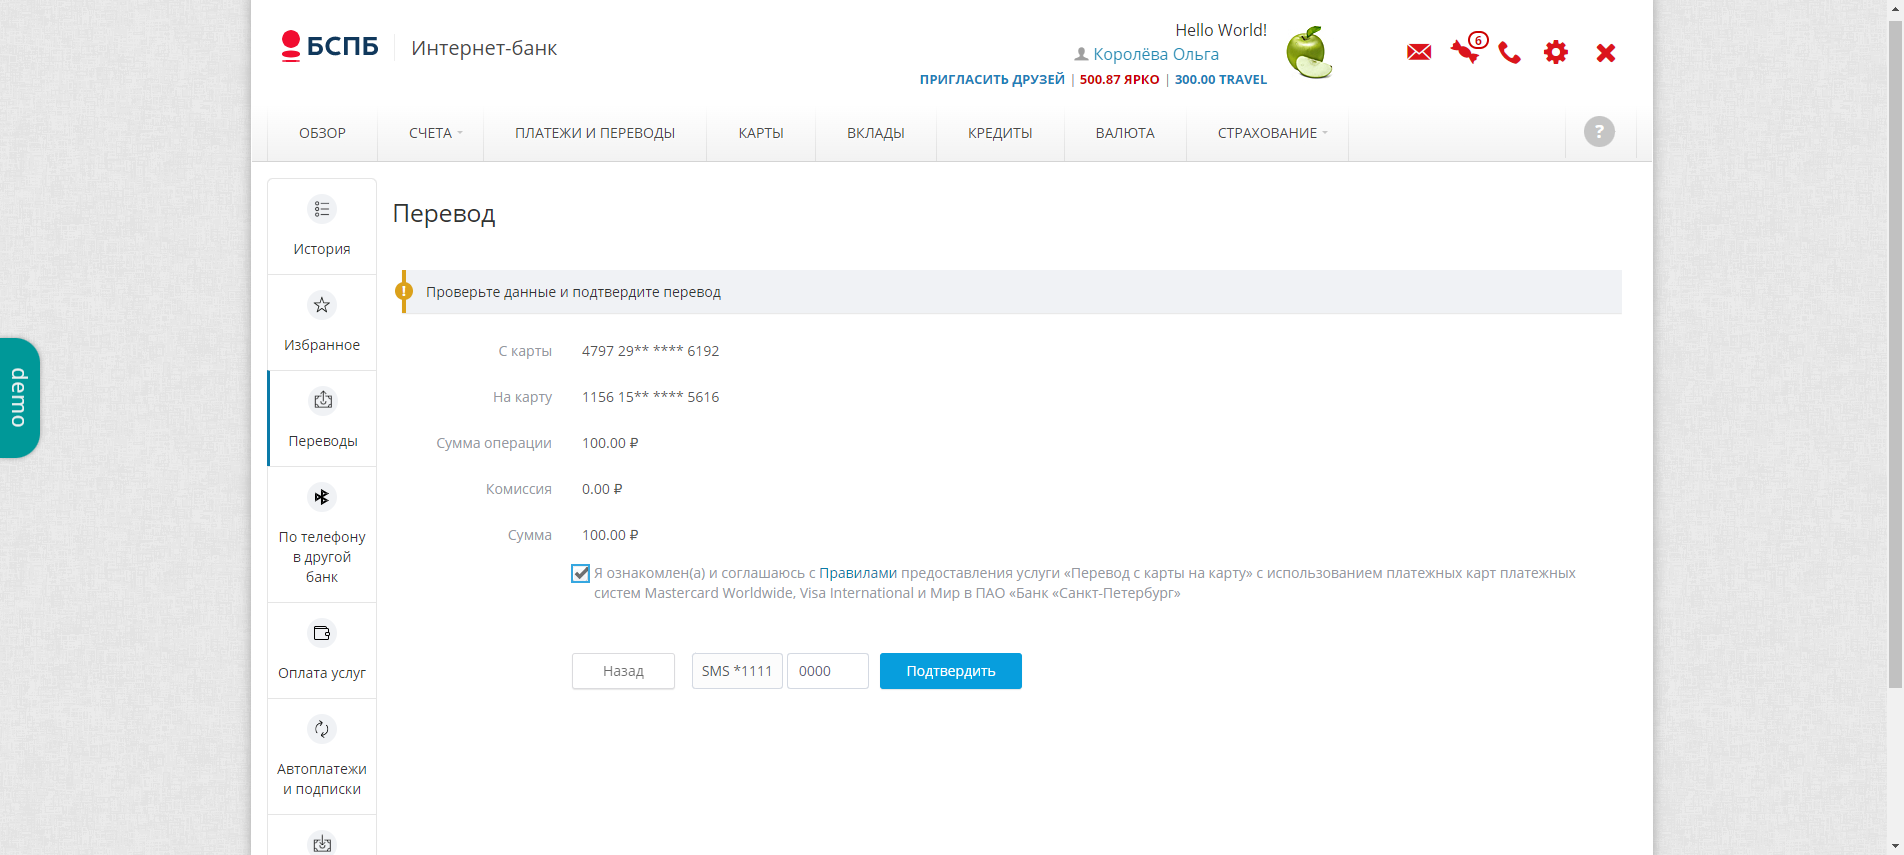 БСПБ
Интернет-банк
Hello World!
Королёва Ольга
ПРИГЛАСИТЬ ДРУЗЕЙ | 500.87 ЯРКО | 300.00 TRAVEL
6
ОБЗОР
СЧЕТА
ПЛАТЕЖИ И ПЕРЕВОДЫ
КАРТЫ
ВКЛАДЫ
КРЕДИТЫ
ВАЛЮТА
СТРАХОВАНИЕ
?
demo
История
Избранное
Переводы
По телефону
в другой
банк
Оплата услуг
Автоплатежи
и подписки
Перевод
!
Проверьте данные и подтвердите перевод
С карты 4797 29** **** 6192
На карту 1156 15** **** 5616
Сумма операции 100.00 ₽
Комиссия 0.00 ₽
Сумма 100.00 ₽
Я ознакомлен(а) и соглашаюсь с Правилами предоставления услуги «Перевод с карты на карту» с использованием платежных карт платежных
систем Mastercard Worldwide, Visa International и Мир в ПАО «Банк «Санкт-Петербург»
Назад
SMS *1111
0000
Подтвердить